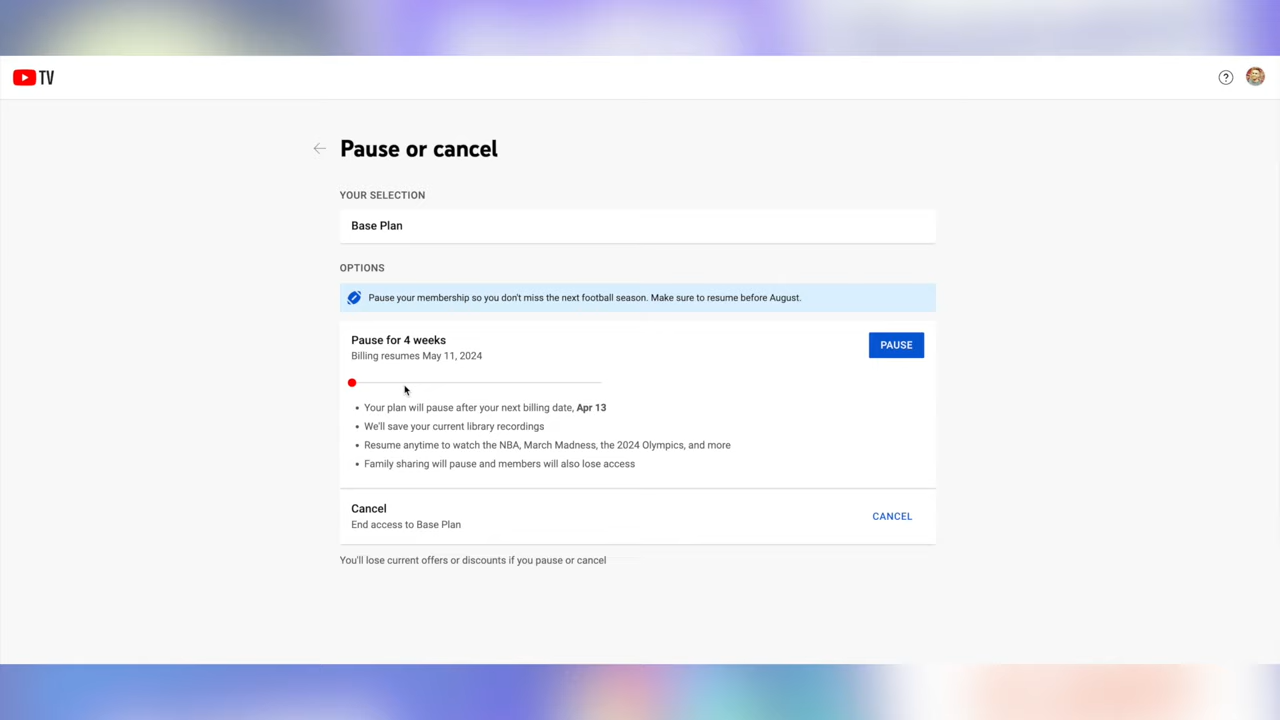 TV
?
Pause or cancel
YOUR SELECTION
Base Plan
OPTIONS
Pause your membership so you don't miss the next football season. Make sure to resume before August.
Pause for 4 weeks
PAUSE
Billing resumes May 11, 2024
• Your plan will pause after your next billing date, Apr 13
• We'll save your current library recordings
• Resume anytime to watch the NBA, March Madness, the 2024 Olympics, and more
• Family sharing will pause and members will also lose access
Cancel
CANCEL
End access to Base Plan
You'll lose current offers or discounts if you pause or cancel